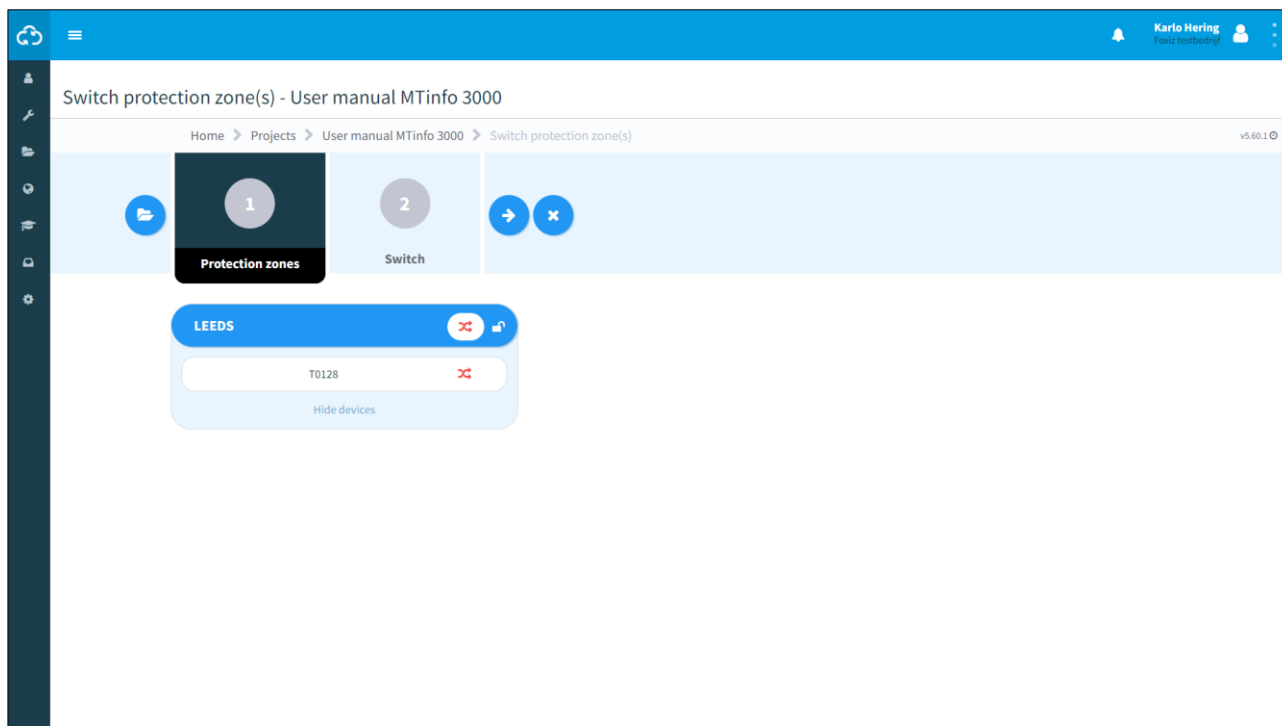 Karlo Hering
Foxiz testbedrijf
Switch protection zone(s) - User manual MTinfo 3000
Home Projects User manual MTinfo 3000 Switch protection zone(s)
v5.60.1
1
2
Protection zones
Switch
LEEDS
T0128
Hide devices